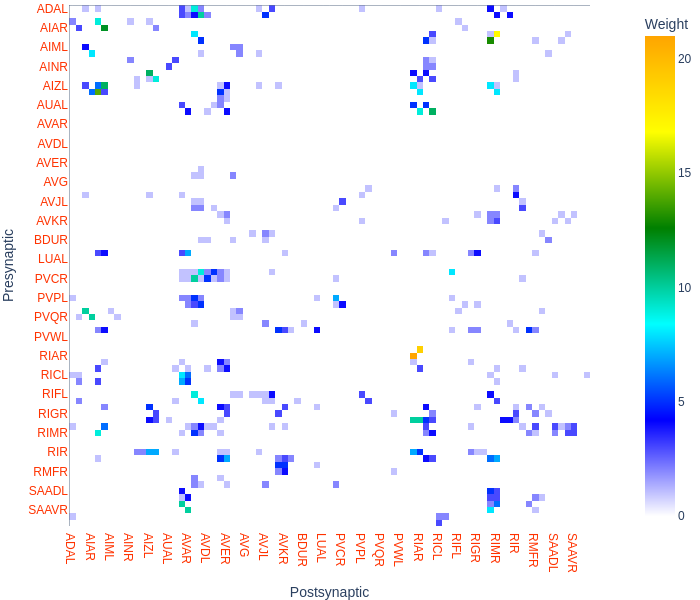 Weight
20
15
10
5
0
Presynaptic
ADAL
AIAR
AIML
AINR
AIZL
AUAL
AVAR
AVDL
AVER
AVG
AVJL
AVKR
BDUR
LUAL
PVCR
PVPL
PVQR
PVWL
RIAR
RICL
RIFL
RIGR
RIMR
RIR
RMFR
SAADL
SAAVR
ADAL
AIAR
AIML
AINR
AIZL
AUAL
AVAR
AVDL
AVER
AVG
AVJL
AVKR
BDUR
LUAL
PVCR
PVPL
PVQR
PVWL
RIAR
RICL
RIFL
RIGR
RIMR
RIR
RMFR
SAADL
SAAVR
Postsynaptic